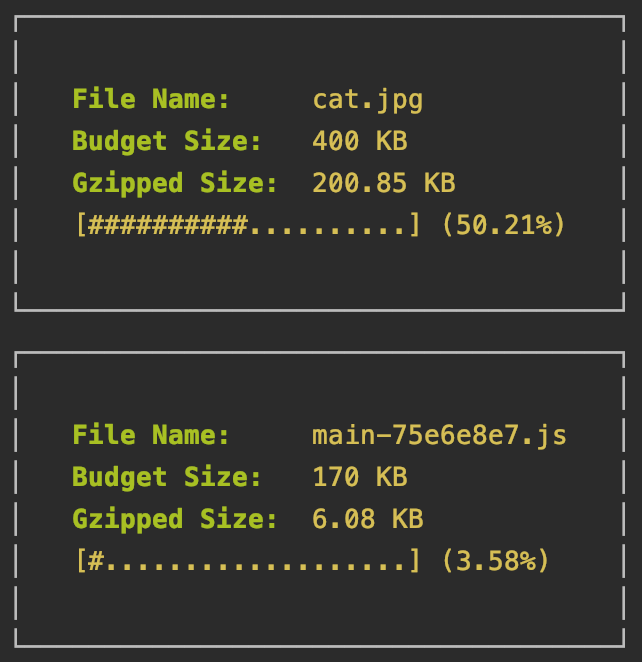 File Name: cat.jpg
Budget Size: 400 KB
Gzipped Size: 200.85 KB
[##########..........] (50.21%)
File Name: main-75e6e8e7.js
Budget Size: 170 KB
Gzipped Size: 6.08 KB
[#...................] (3.58%)